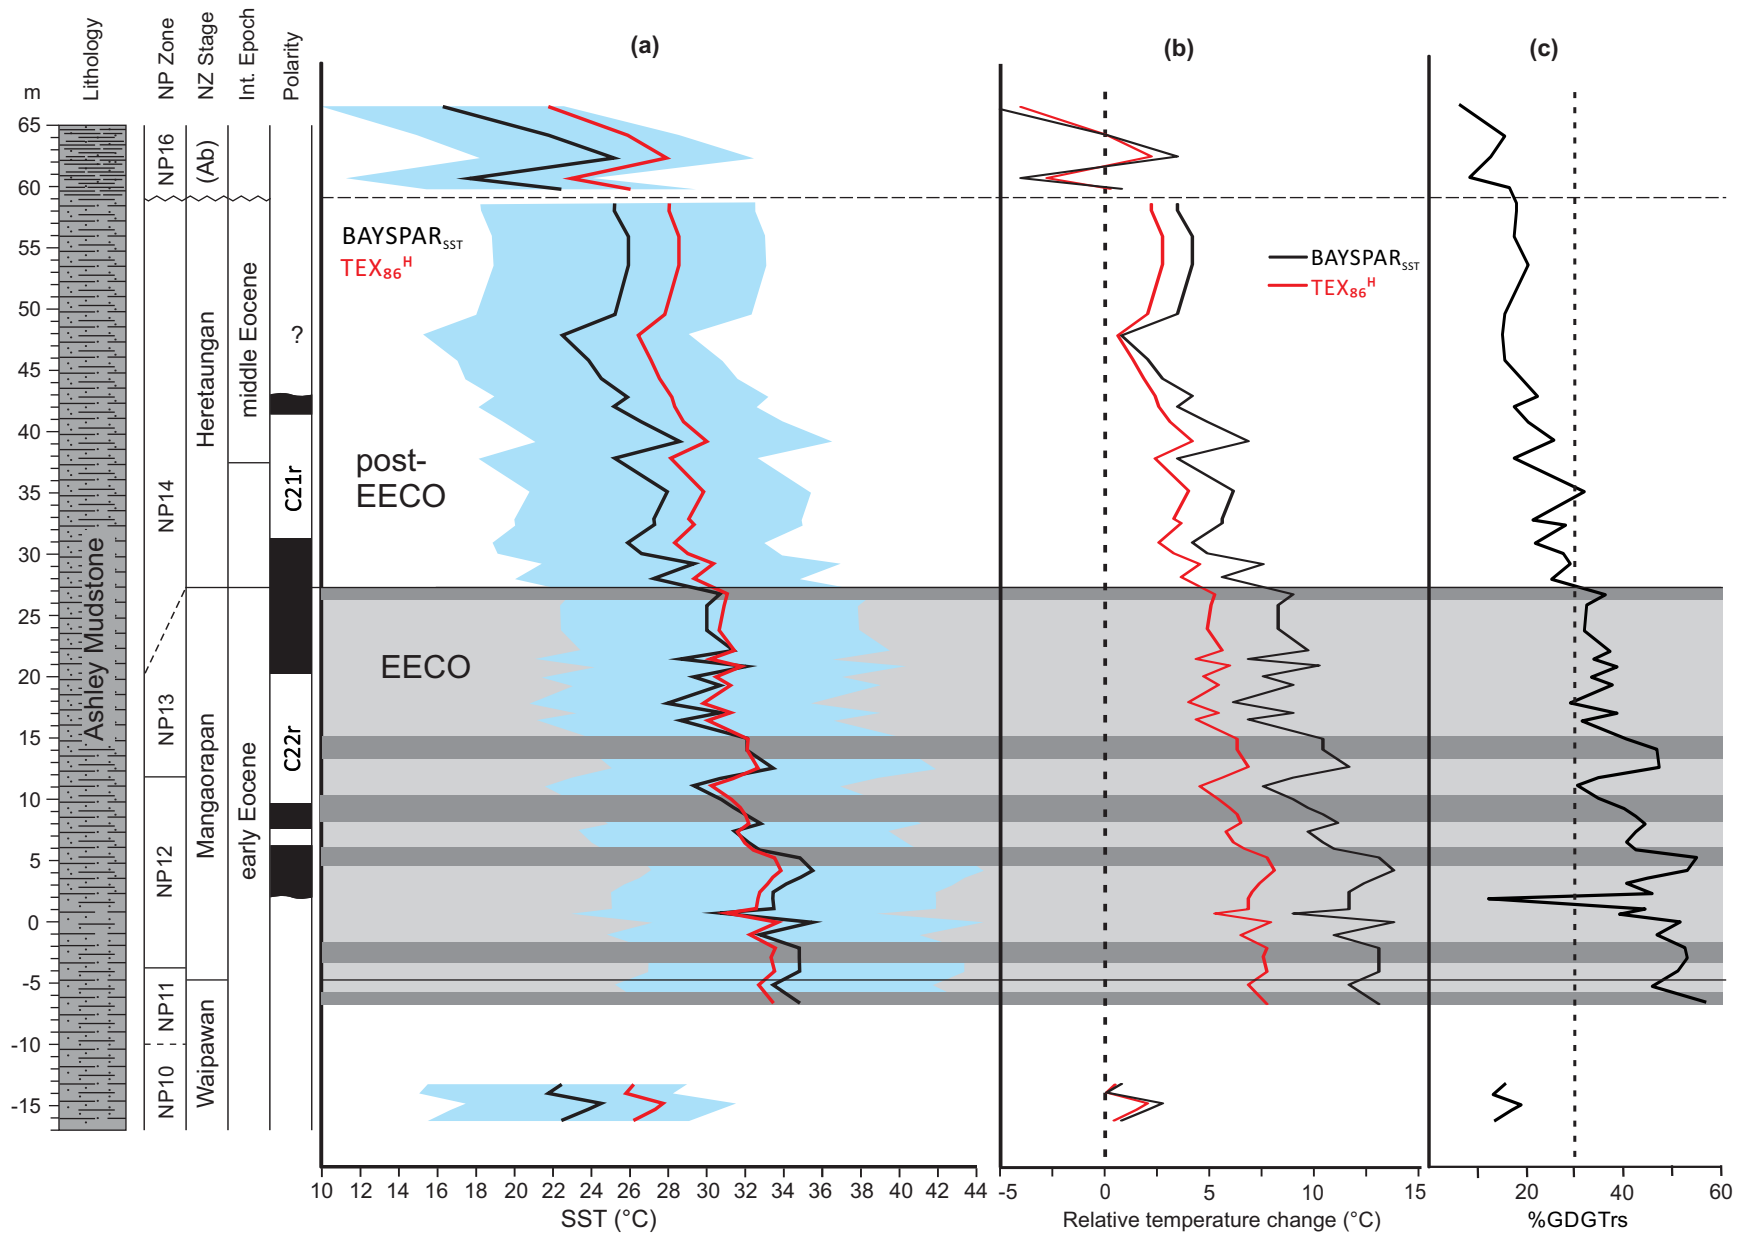 (a)
(b)
(c)
m
Lithology
NP Zone
NZ Stage
Int. Epoch
Polarity
65
60
55
50
45
40
35
30
25
20
15
10
5
0
-5
-10
-15
Ashley Mudstone
NP16
NP14
NP13
NP12
NP11
NP10
(Ab)
Heretaungan
Mangaorapan
Waipawan
middle Eocene
early Eocene
?
C21r
C22r
BAYSPAR_SST
TEX₈₆ᴴ
post-
EECO
EECO
BAYSPAR_SST
TEX₈₆ᴴ
10 12 14 16 18 20 22 24 26 28 30 32 34 36 38 40 42 44
SST (°C)
-5 0 5 10 15
Relative temperature change (°C)
20 40 60
%GDGTrs